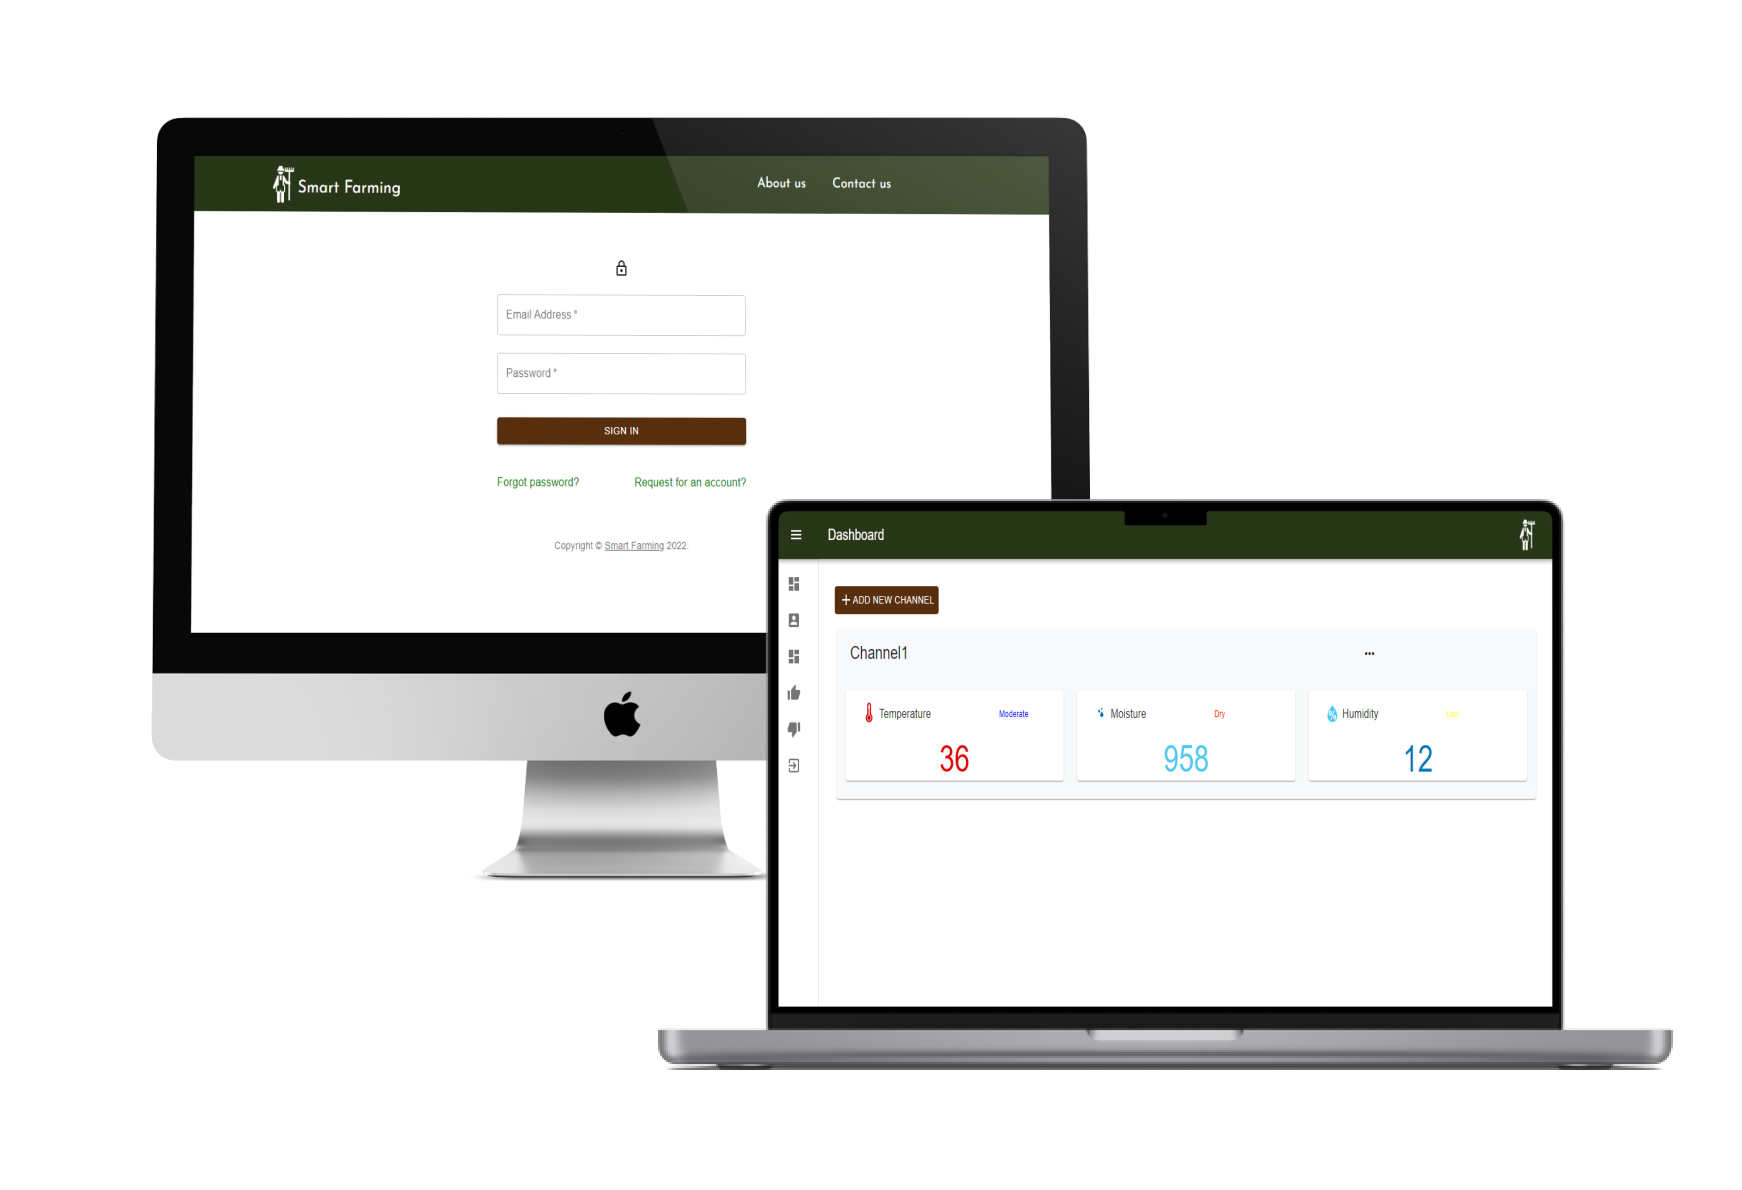 Smart Farming
About us
Contact us
Email Address *
Password *
SIGN IN
Forgot password?
Request for an account?
Copyright © Smart Farming 2022.
Dashboard
+ ADD NEW CHANNEL
Channel1
...
Temperature
Moderate
36
Moisture
Dry
958
Humidity
Low
12